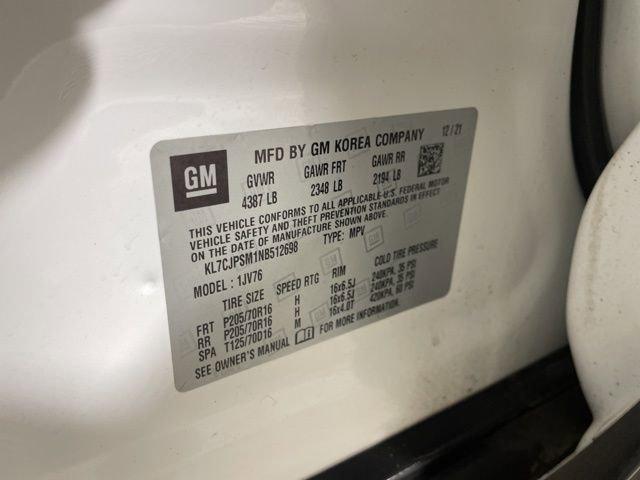 GM
MFD BY GM KOREA COMPANY 12/21
GVWR GAWR FRT GAWR RR
4387 LB 2348 LB 2194 LB
THIS VEHICLE CONFORMS TO ALL APPLICABLE U.S. FEDERAL MOTOR
VEHICLE SAFETY AND THEFT PREVENTION STANDARDS IN EFFECT
ON THE DATE OF MANUFACTURE SHOWN ABOVE.
KL7CJPSM1NB512698 TYPE: MPV
MODEL: 1JV76
TIRE SIZE SPEED RTG RIM COLD TIRE PRESSURE
FRT P205/70R16 H 16x6.5J 240KPA, 35 PSI
RR P205/70R16 H 16x6.5J 240KPA, 35 PSI
SPA T125/70D16 M 16x4.0T 420KPA, 60 PSI
SEE OWNER'S MANUAL FOR MORE INFORMATION.